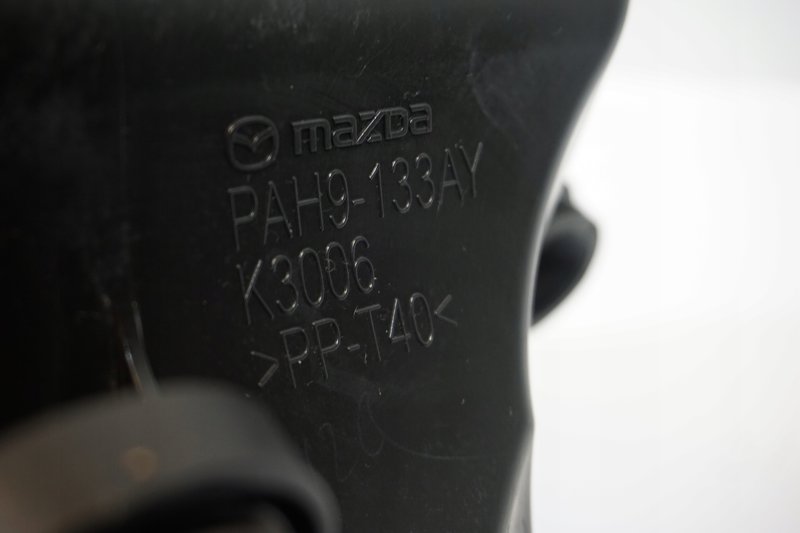 mazda
PAH9-133AY
K3006
>PP-T40<